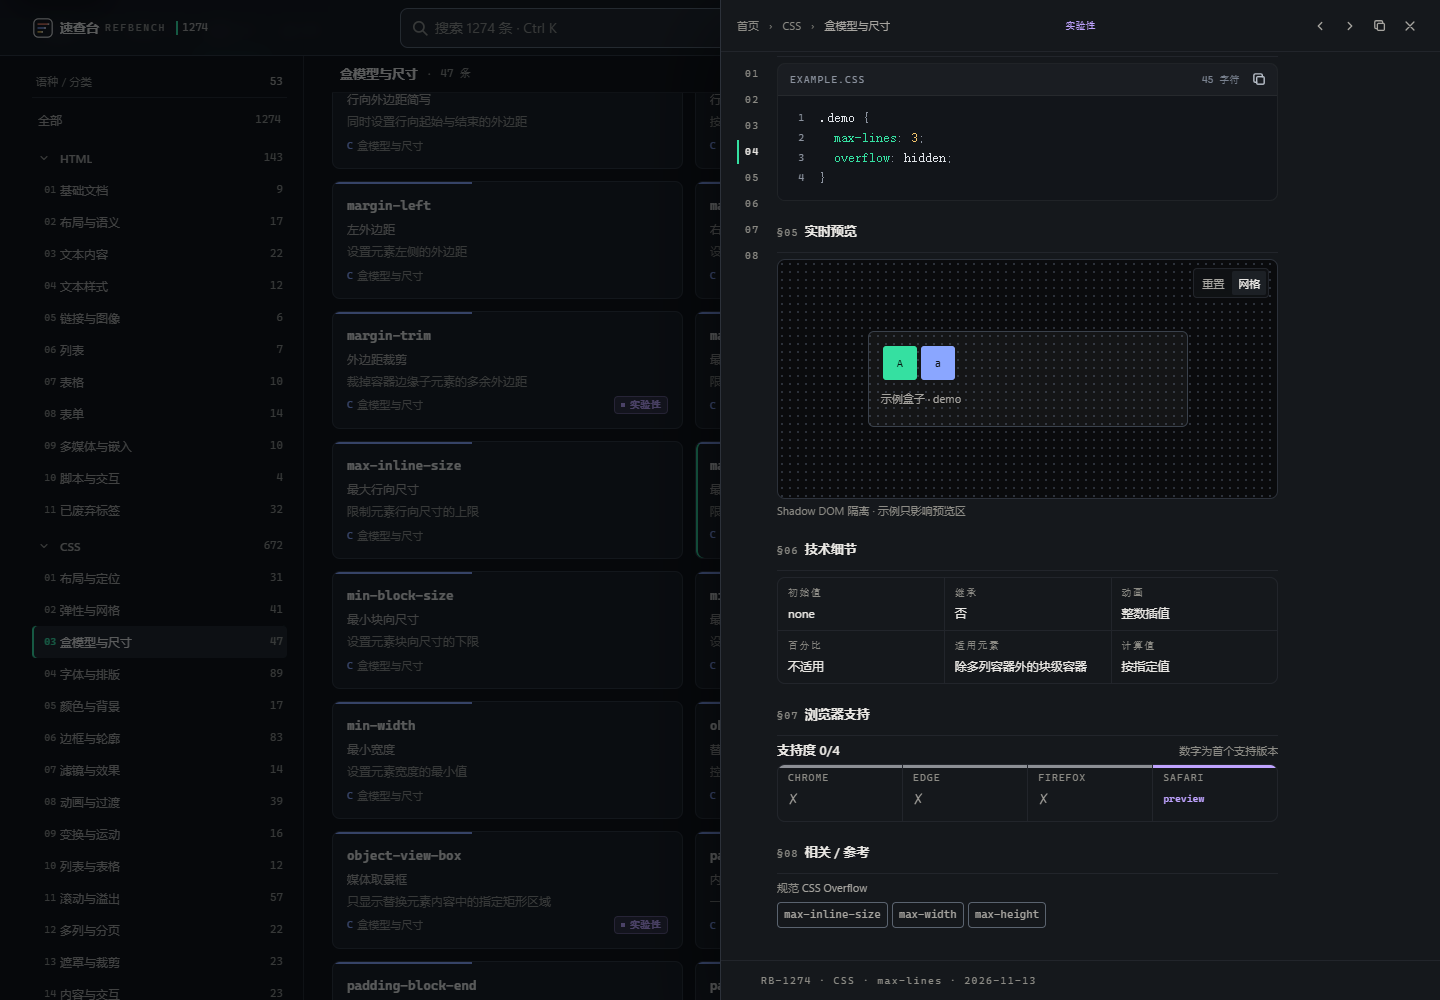 速查台 REFBENCH 1274
搜索 1274 条 · Ctrl K
语种 / 分类 53
全部 1274
HTML 143
01 基础文档 9
02 布局与语义 17
03 文本内容 22
04 文本样式 12
05 链接与图像 6
06 列表 7
07 表格 10
08 表单 14
09 多媒体与嵌入 10
10 脚本与交互 4
11 已废弃标签 32
CSS 672
01 布局与定位 31
02 弹性与网格 41
03 盒模型与尺寸 47
04 字体与排版 89
05 颜色与背景 17
06 边框与轮廓 83
07 滤镜与效果 14
08 动画与过渡 39
09 变换与运动 16
10 列表与表格 12
11 滚动与溢出 57
12 多列与分页 22
13 遮罩与裁剪 23
14 内容与交互 23
盒模型与尺寸 · 47 条
行向外边距简写
同时设置行向起始与结束的外边距
C 盒模型与尺寸
margin-left
左外边距
设置元素左侧的外边距
C 盒模型与尺寸
margin-trim
外边距裁剪
裁掉容器边缘子元素的多余外边距
C 盒模型与尺寸
实验性
max-inline-size
最大行向尺寸
限制元素行向尺寸的上限
C 盒模型与尺寸
min-block-size
最小块向尺寸
设置元素块向尺寸的下限
C 盒模型与尺寸
min-width
最小宽度
设置元素宽度的最小值
C 盒模型与尺寸
object-view-box
媒体取景框
只显示替换元素内容中的指定矩形区域
C 盒模型与尺寸
实验性
padding-block-end
首页 › CSS › 盒模型与尺寸
实验性
01
02
03
04
05
06
07
08
EXAMPLE.CSS
45 字符
1 .demo {
2 max-lines: 3;
3 overflow: hidden;
4 }
§05 实时预览
重置 网格
A a
示例盒子 · demo
Shadow DOM 隔离 · 示例只影响预览区
§06 技术细节
初始值 继承 动画
none 否 整数插值
百分比 适用元素 计算值
不适用 除多列容器外的块级容器 按指定值
§07 浏览器支持
支持度 0/4 数字为首个支持版本
CHROME EDGE FIREFOX SAFARI
✗ ✗ ✗ preview
§08 相关 / 参考
规范 CSS Overflow
max-inline-size max-width max-height
RB-1274 · CSS · max-lines · 2026-11-13